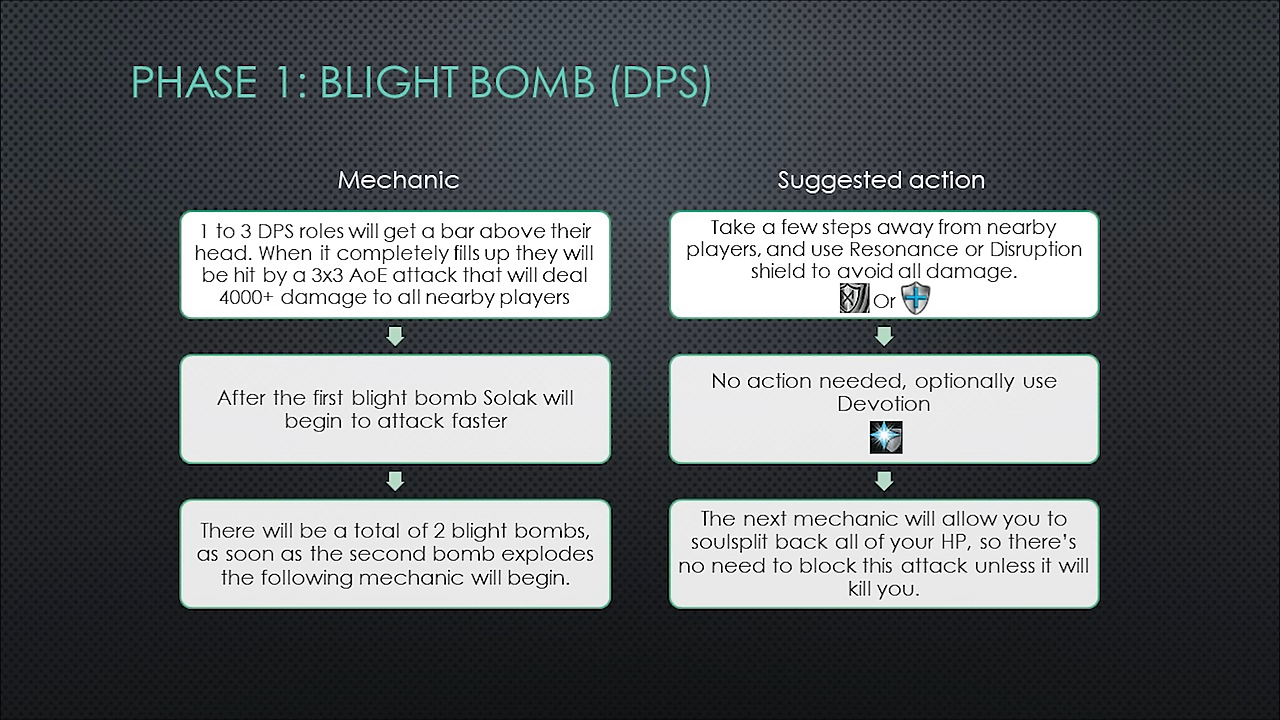 PHASE 1: BLIGHT BOMB (DPS)
Mechanic
1 to 3 DPS roles will get a bar above their
head. When it completely fills up they will
be hit by a 3x3 AoE attack that will deal
4000+ damage to all nearby players
After the first blight bomb Solak will
begin to attack faster
There will be a total of 2 blight bombs,
as soon as the second bomb explodes
the following mechanic will begin.
Suggested action
Take a few steps away from nearby
players, and use Resonance or Disruption
shield to avoid all damage.
Or
No action needed, optionally use
Devotion
The next mechanic will allow you to
soulsplit back all of your HP, so there's
no need to block this attack unless it will
kill you.